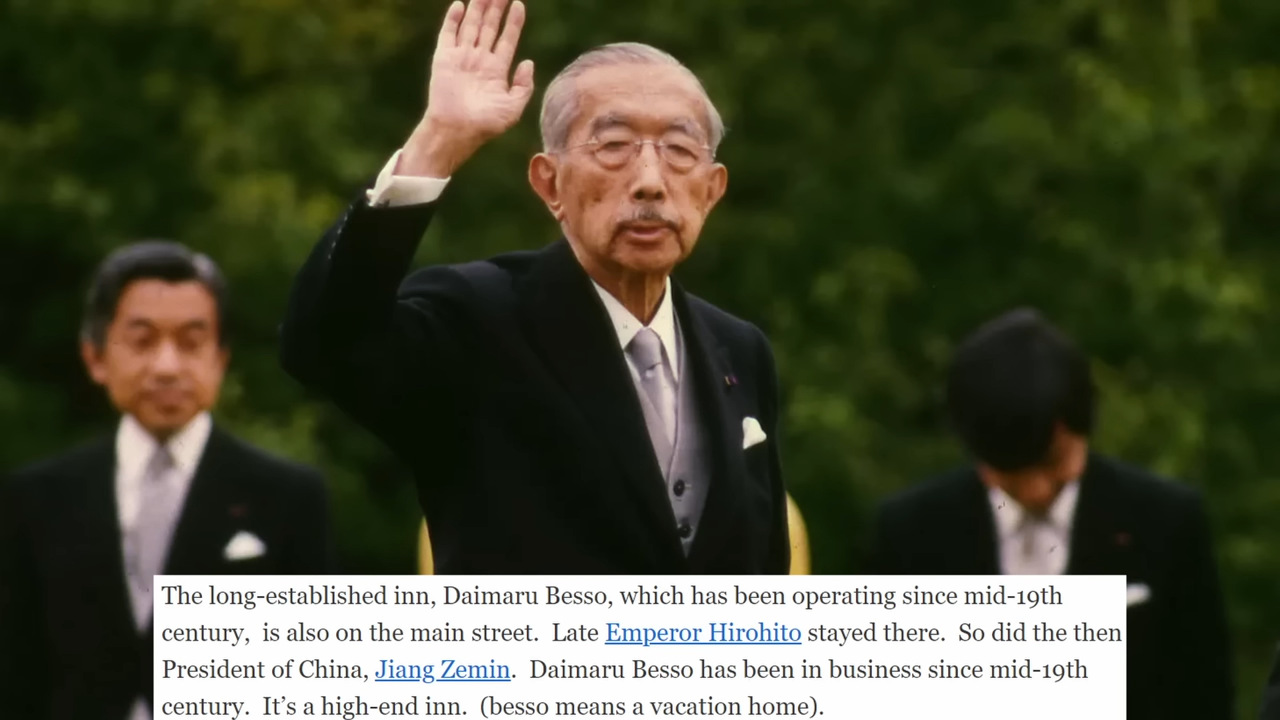 The long-established inn, Daimaru Besso, which has been operating since mid-19th
century,  is also on the main street.  Late Emperor Hirohito stayed there.  So did the then
President of China, Jiang Zemin.  Daimaru Besso has been in business since mid-19th
century.  It’s a high-end inn.  (besso means a vacation home).